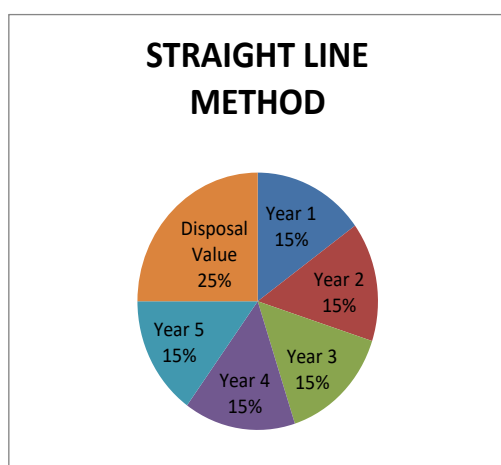 STRAIGHT LINE
METHOD
Year 1
15%
Year 2
15%
Year 3
15%
Year 4
15%
Year 5
15%
Disposal
Value
25%